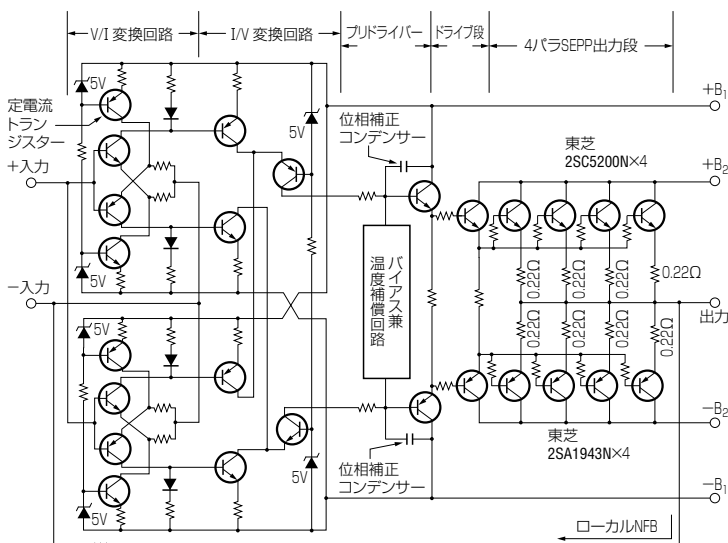 V/I 変換回路
I/V 変換回路
プリドライバー
ドライブ段
4パラSEPP出力段
5V
定電流
トラン
ジスター
+入力
5V
−入力
5V
5V
5V
5V
位相補正
コンデンサー
バイアス兼
温度補償回路
位相補正
コンデンサー
東芝
2SC5200N×4
+B1
+B2
0.22Ω
0.22Ω
0.22Ω
0.22Ω
出力
0.22Ω
0.22Ω
0.22Ω
0.22Ω
−B2
東芝
2SA1943N×4
−B1
ローカルNFB